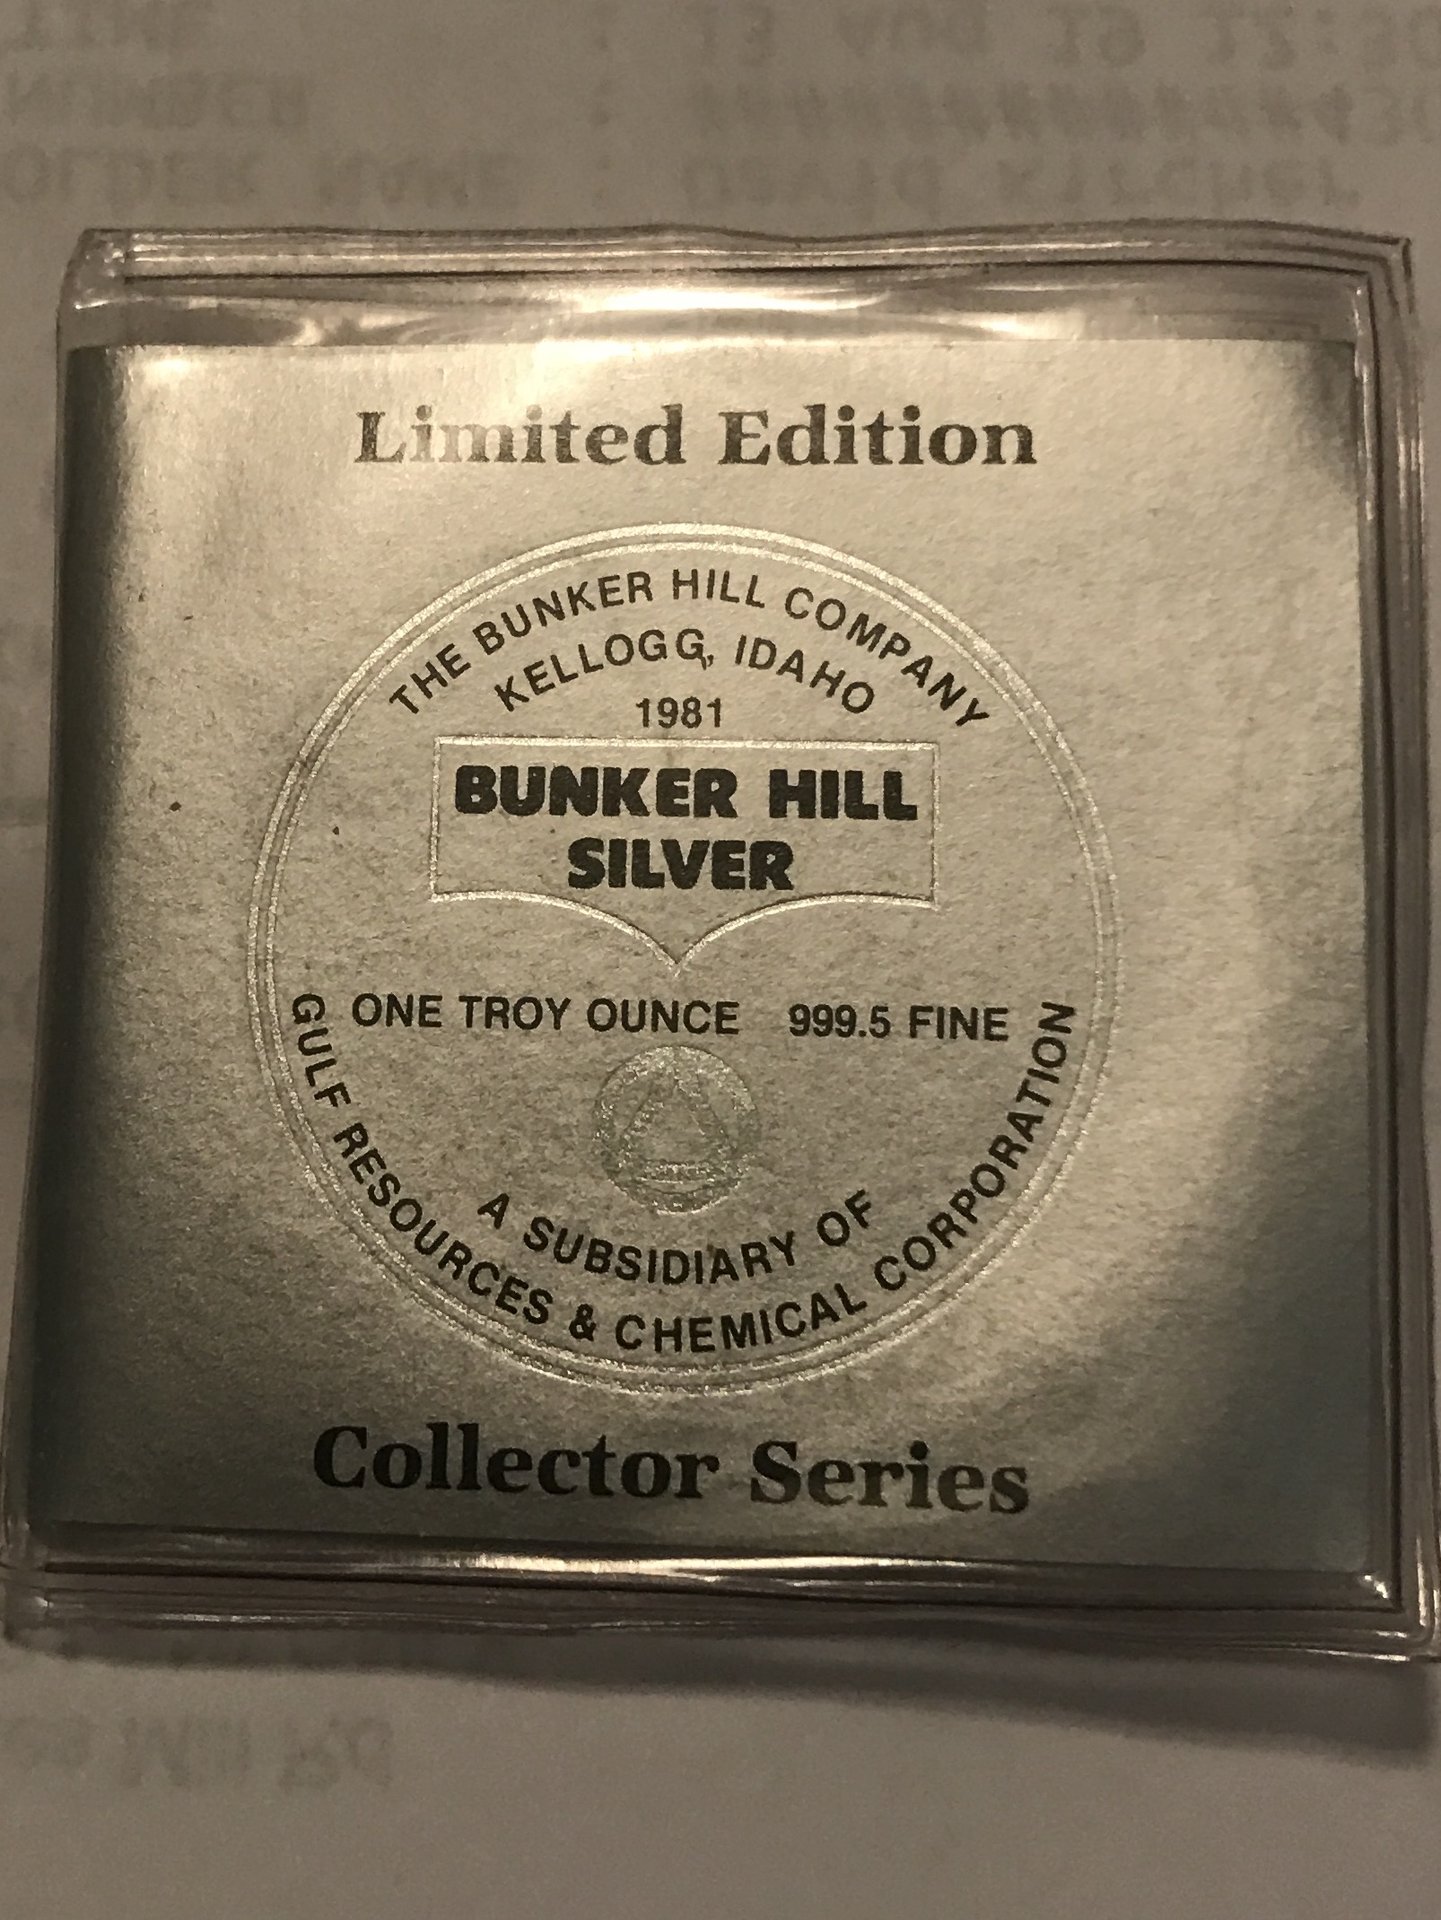 Limited Edition
THE BUNKER HILL COMPANY
KELLOGG, IDAHO
1981
BUNKER HILL
SILVER
ONE TROY OUNCE 999.5 FINE
A SUBSIDIARY OF
GULF RESOURCES & CHEMICAL CORPORATION
Collector Series